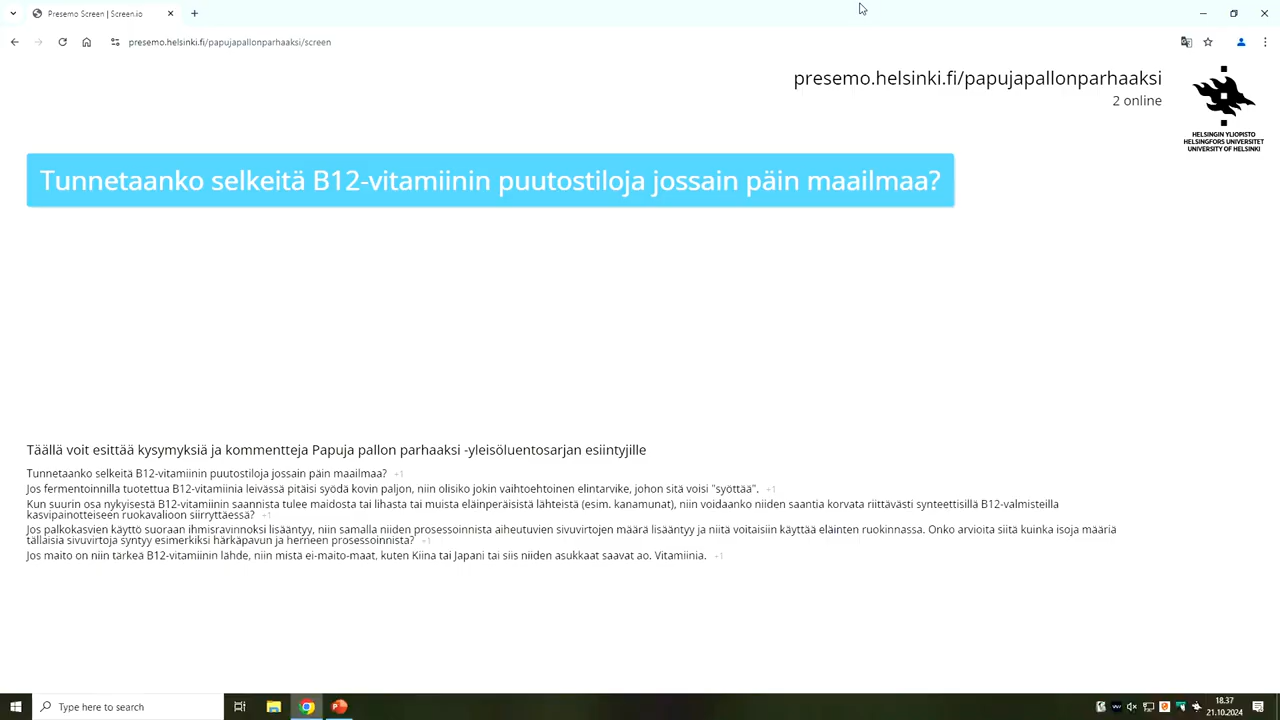 Presemo Screen | Screen.io
presemo.helsinki.fi/papujapallonparhaaksi/screen
presemo.helsinki.fi/papujapallonparhaaksi
2 online
HELSINGIN YLIOPISTO
HELSINGFORS UNIVERSITET
UNIVERSITY OF HELSINKI
Tunnetaanko selkeitä B12-vitamiinin puutostiloja jossain päin maailmaa?
Täällä voit esittää kysymyksiä ja kommentteja Papuja pallon parhaaksi -yleisöluentosarjan esiintyjille
Tunnetaanko selkeitä B12-vitamiinin puutostiloja jossain päin maailmaa? +1
Jos fermentoinnilla tuotettua B12-vitamiinia leivässä pitäisi syödä kovin paljon, niin olisiko jokin vaihtoehtoinen elintarvike, johon sitä voisi "syöttää". +1
Kun suurin osa nykyisestä B12-vitamiinin saannista tulee maidosta tai lihasta tai muista eläinperäisistä lähteistä (esim. kanamunat), niin voidaanko niiden saantia korvata riittävästi synteettisillä B12-valmisteilla
kasvipainotteiseen ruokavalioon siirryttäessä? +1
Jos palkokasvien käyttö suoraan ihmisravinnoksi lisääntyy, niin samalla niiden prosessoinnista aiheutuvien sivuvirtojen määrä lisääntyy ja niitä voitaisiin käyttää eläinten ruokinnassa. Onko arvioita siitä kuinka isoja määriä
tällaisia sivuvirtoja syntyy esimerkiksi härkäpavun ja herneen prosessoinnista? +1
Jos maito on niin tärkeä B12-vitamiinin lähde, niin mistä ei-maito-maat, kuten Kiina tai Japani tai siis niiden asukkaat saavat ao. Vitamiinia. +1
Type here to search
18.37
21.10.2024